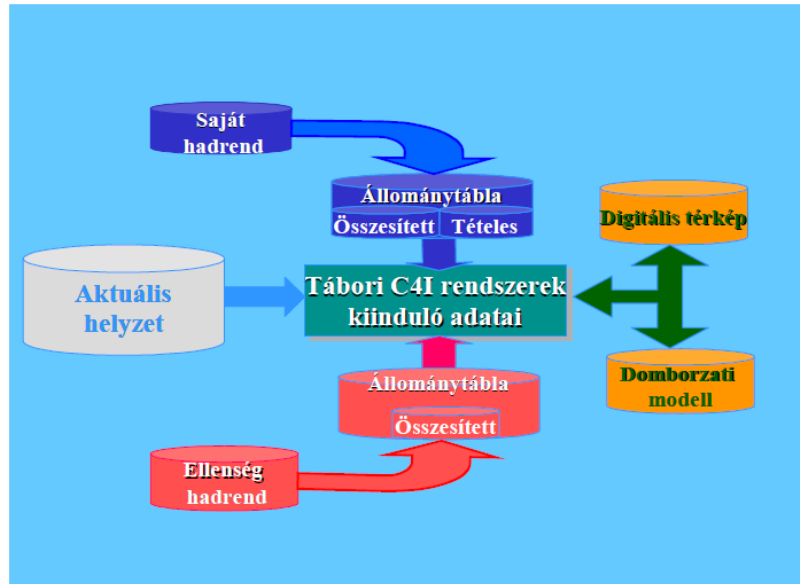 Saját
hadrend
Állománytábla
Összesített Tételes
Digitális térkép
Aktuális
helyzet
Tábori C4I rendszerek
kiinduló adatai
Domborzati
modell
Állománytábla
Összesített
Ellenség
hadrend